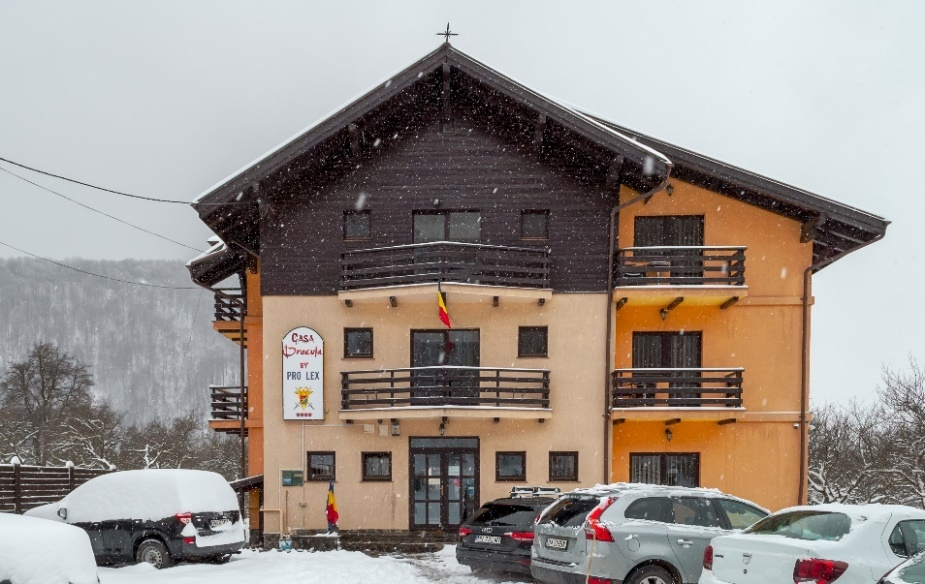 CASA
Dracula
BY
PRO LEX